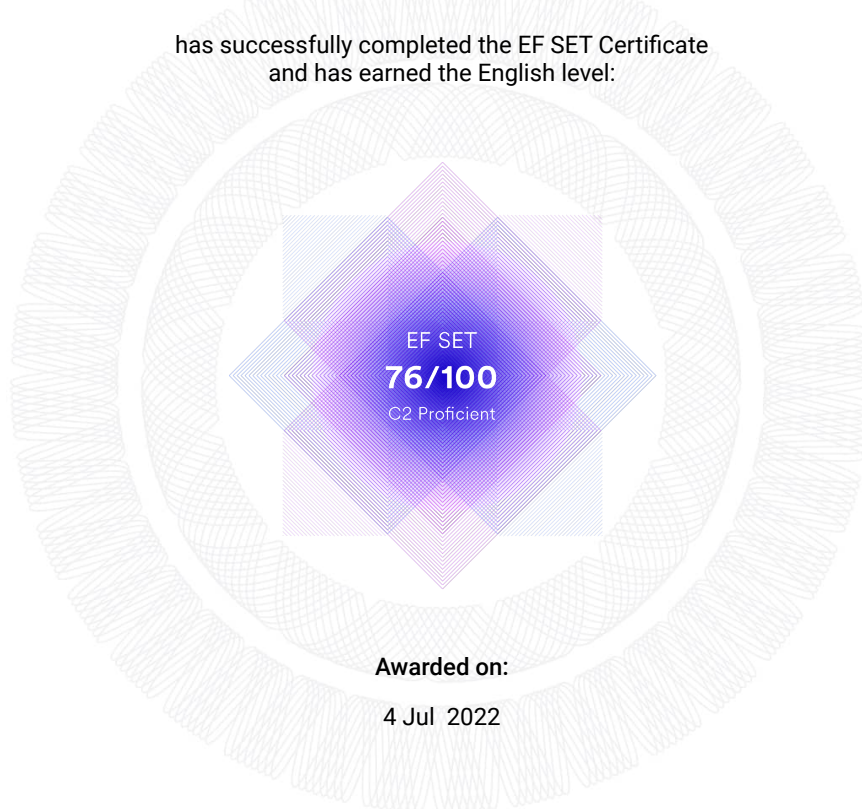 has successfully completed the EF SET Certificate
and has earned the English level:
EF SET
76/100
C2 Proficient
Awarded on:
4 Jul 2022